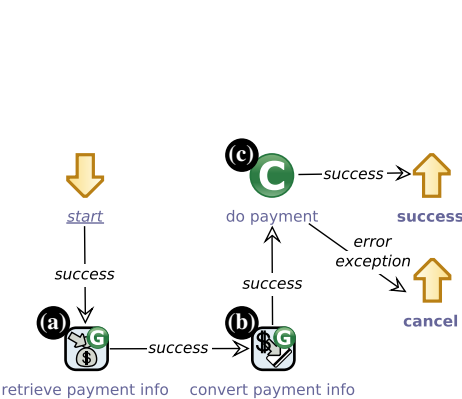 (c)
C
success
success
start
do payment
error
exception
success
success
cancel
(a)
G
$
(b)
$
G
success
retrieve payment info
convert payment info